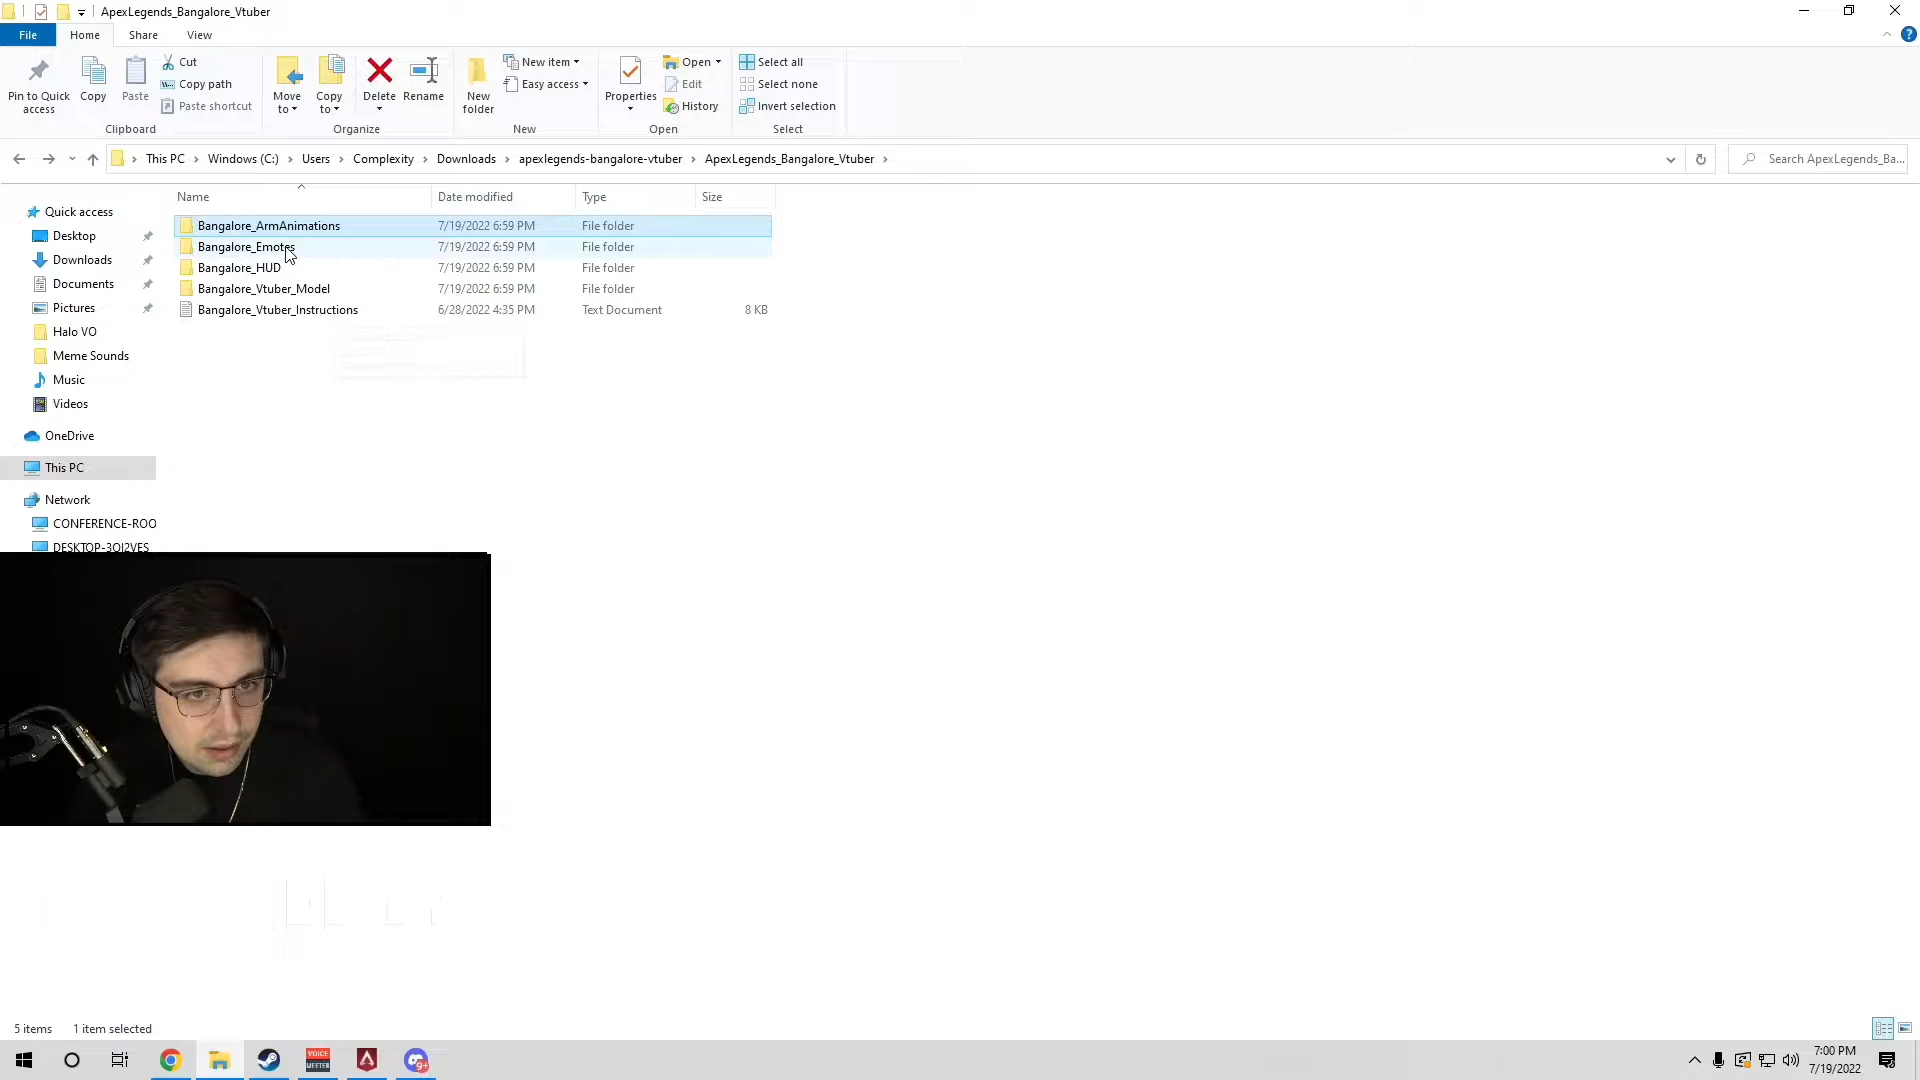 ApexLegends_Bangalore_Vtuber
File Home Share View
Pin to Quick access
Copy
Paste
Cut
Copy path
Paste shortcut
Clipboard
Move to
Copy to
Delete
Rename
Organize
New folder
New item
Easy access
New
Properties
Open
Edit
History
Open
Select all
Select none
Invert selection
Select
This PC > Windows (C:) > Users > Complexity > Downloads > apexlegends-bangalore-vtuber > ApexLegends_Bangalore_Vtuber >
Search ApexLegends_Ba...
Name Date modified Type Size
Bangalore_ArmAnimations 7/19/2022 6:59 PM File folder
Bangalore_Emotes 7/19/2022 6:59 PM File folder
Bangalore_HUD 7/19/2022 6:59 PM File folder
Bangalore_Vtuber_Model 7/19/2022 6:59 PM File folder
Bangalore_Vtuber_Instructions 6/28/2022 4:35 PM Text Document 8 KB
Quick access
Desktop
Downloads
Documents
Pictures
Halo VO
Meme Sounds
Music
Videos
OneDrive
This PC
Network
CONFERENCE-ROO
DESKTOP-3OI2VES
5 items 1 item selected
VOICE
MEETER
9+
7:00 PM
7/19/2022